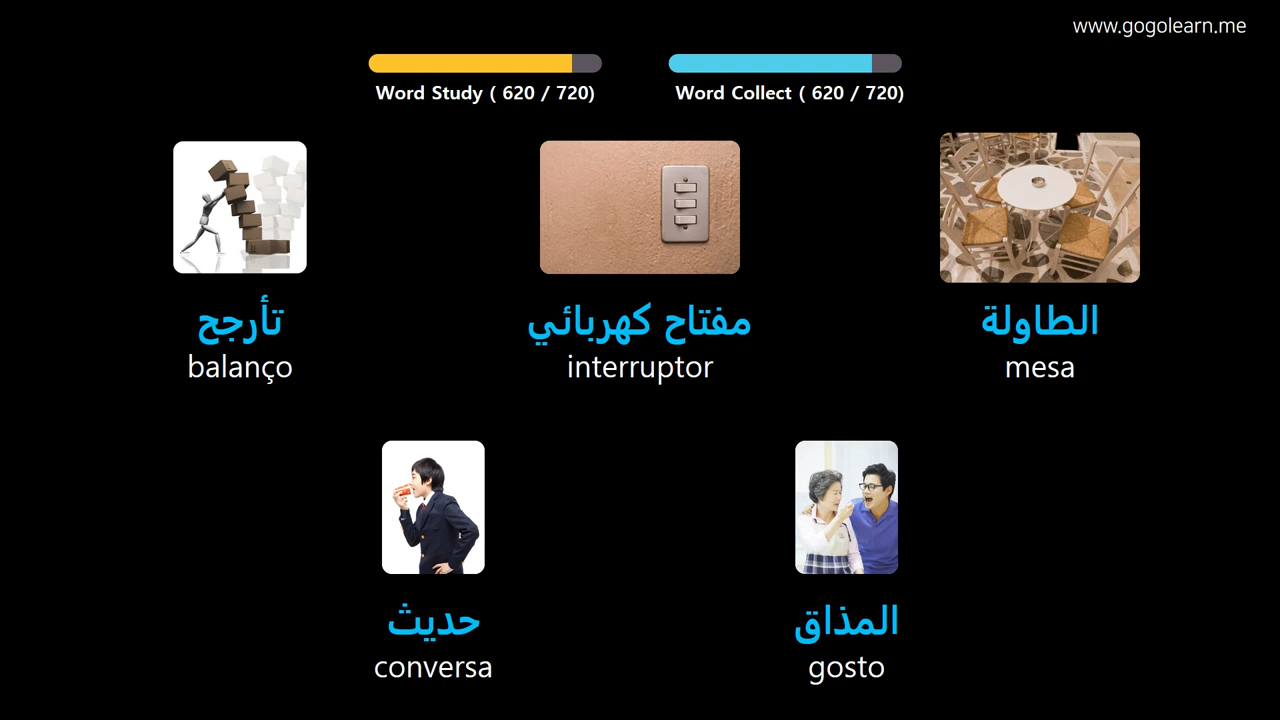 www.gogolearn.me
Word Study ( 620 / 720)
Word Collect ( 620 / 720)
تأرجح
balanço
مفتاح كهربائي
interruptor
الطاولة
mesa
حديث
conversa
المذاق
gosto